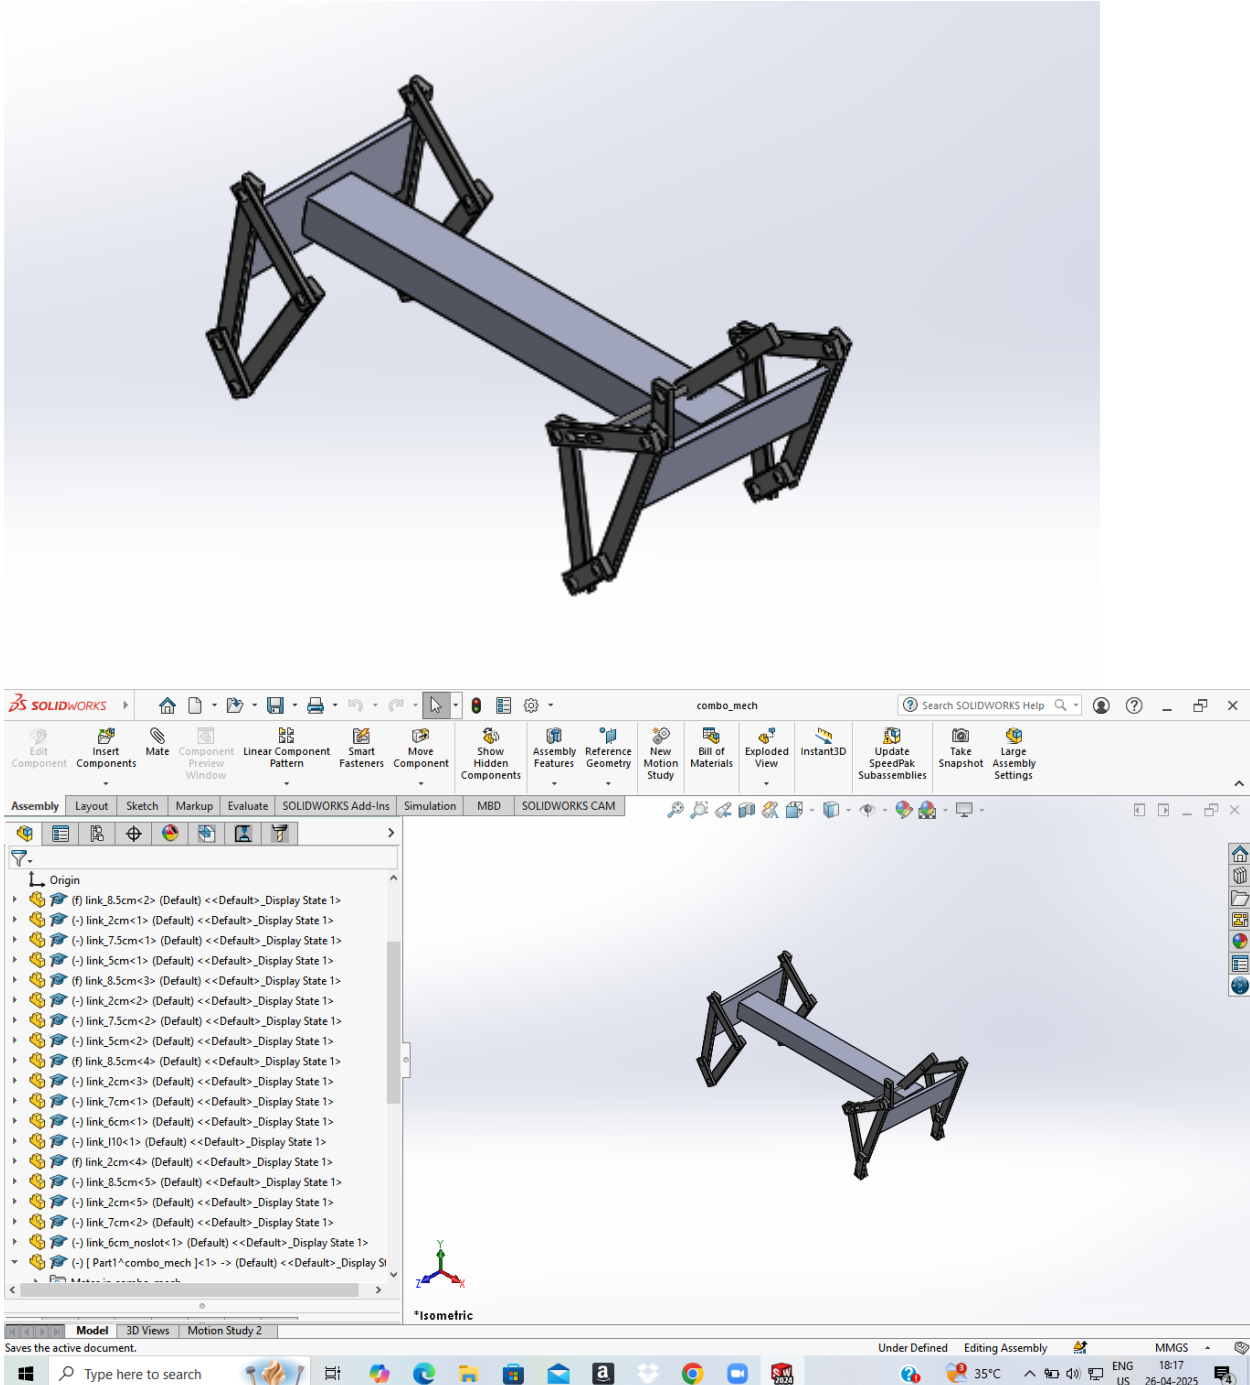 SOLIDWORKS
combo_mech
Search SOLIDWORKS Help
Edit Component
Insert Components
Mate
Component Preview Window
Linear Component Pattern
Smart Fasteners
Move Component
Show Hidden Components
Assembly Features
Reference Geometry
New Motion Study
Bill of Materials
Exploded View
Instant3D
Update SpeedPak Subassemblies
Take Snapshot
Large Assembly Settings
Assembly Layout Sketch Markup Evaluate SOLIDWORKS Add-Ins Simulation MBD SOLIDWORKS CAM
Origin
(f) link_8.5cm<2> (Default) <<Default>_Display State 1>
(-) link_2cm<1> (Default) <<Default>_Display State 1>
(-) link_7.5cm<1> (Default) <<Default>_Display State 1>
(-) link_5cm<1> (Default) <<Default>_Display State 1>
(f) link_8.5cm<3> (Default) <<Default>_Display State 1>
(-) link_2cm<2> (Default) <<Default>_Display State 1>
(-) link_7.5cm<2> (Default) <<Default>_Display State 1>
(-) link_5cm<2> (Default) <<Default>_Display State 1>
(f) link_8.5cm<4> (Default) <<Default>_Display State 1>
(-) link_2cm<3> (Default) <<Default>_Display State 1>
(-) link_7cm<1> (Default) <<Default>_Display State 1>
(-) link_6cm<1> (Default) <<Default>_Display State 1>
(-) link_l10<1> (Default) <<Default>_Display State 1>
(f) link_2cm<4> (Default) <<Default>_Display State 1>
(-) link_8.5cm<5> (Default) <<Default>_Display State 1>
(-) link_2cm<5> (Default) <<Default>_Display State 1>
(-) link_7cm<2> (Default) <<Default>_Display State 1>
(-) link_6cm_noslot<1> (Default) <<Default>_Display State 1>
(-) [ Part1^combo_mech ]<1> -> (Default) <<Default>_Display St
Y
Z
X
*Isometric
Model 3D Views Motion Study 2
Saves the active document.
Under Defined Editing Assembly MMGS
Type here to search
a
SW
2024
35°C
ENG
US
18:17
26-04-2025
4